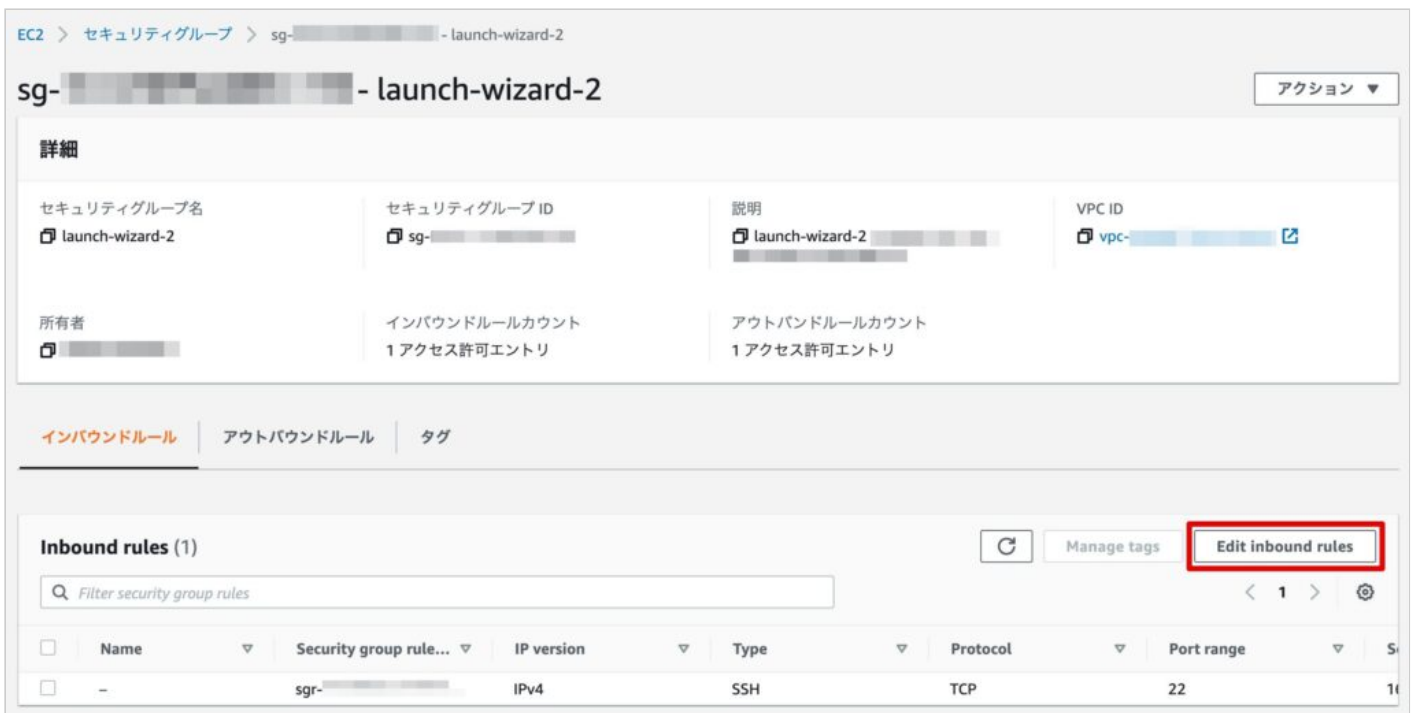 EC2 > セキュリティグループ > sg- - launch-wizard-2
sg- - launch-wizard-2
アクション ▼
詳細
セキュリティグループ名 セキュリティグループ ID 説明 VPC ID
launch-wizard-2 sg- launch-wizard-2 vpc-
所有者 インバウンドルールカウント アウトバンドルールカウント
1 アクセス許可エントリ 1 アクセス許可エントリ
インバウンドルール アウトバウンドルール タグ
Inbound rules (1) Manage tags Edit inbound rules
Filter security group rules < 1 >
Name Security group rule... IP version Type Protocol Port range
– sgr- IPv4 SSH TCP 22